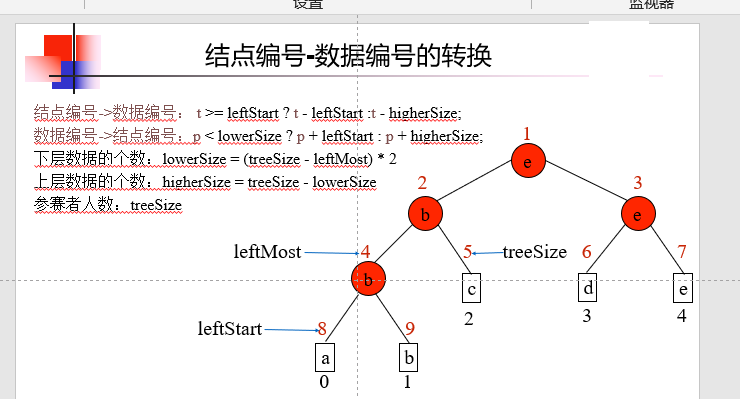 设置 监视器
结点编号-数据编号的转换
结点编号->数据编号： t >= leftStart ? t - leftStart :t - higherSize;
数据编号->结点编号：p < lowerSize ? p + leftStart : p + higherSize;
下层数据的个数：lowerSize = (treeSize - leftMost) * 2
上层数据的个数：higherSize = treeSize - lowerSize
参赛者人数：treeSize
1
e
2 3
b e
leftMost 4 5 treeSize 6 7
b c d e
2 3 4
leftStart 8 9
a b
0 1